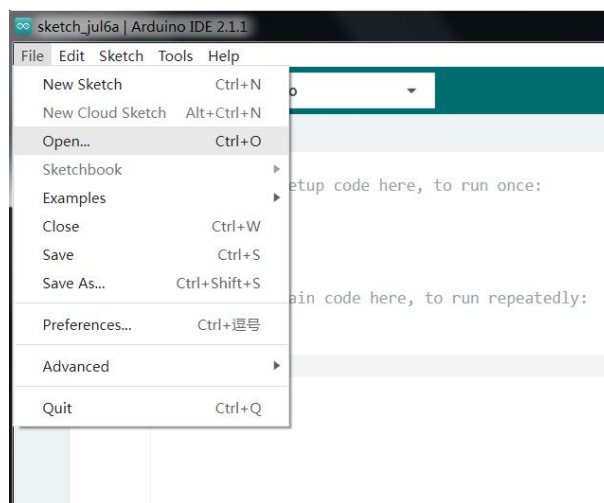 sketch_jul6a | Arduino IDE 2.1.1
File Edit Sketch Tools Help
New Sketch Ctrl+N
New Cloud Sketch Alt+Ctrl+N
Open... Ctrl+O
Sketchbook
Examples
Close Ctrl+W
Save Ctrl+S
Save As... Ctrl+Shift+S
Preferences... Ctrl+逗号
Advanced
Quit Ctrl+Q
o
etup code here, to run once:
ain code here, to run repeatedly: